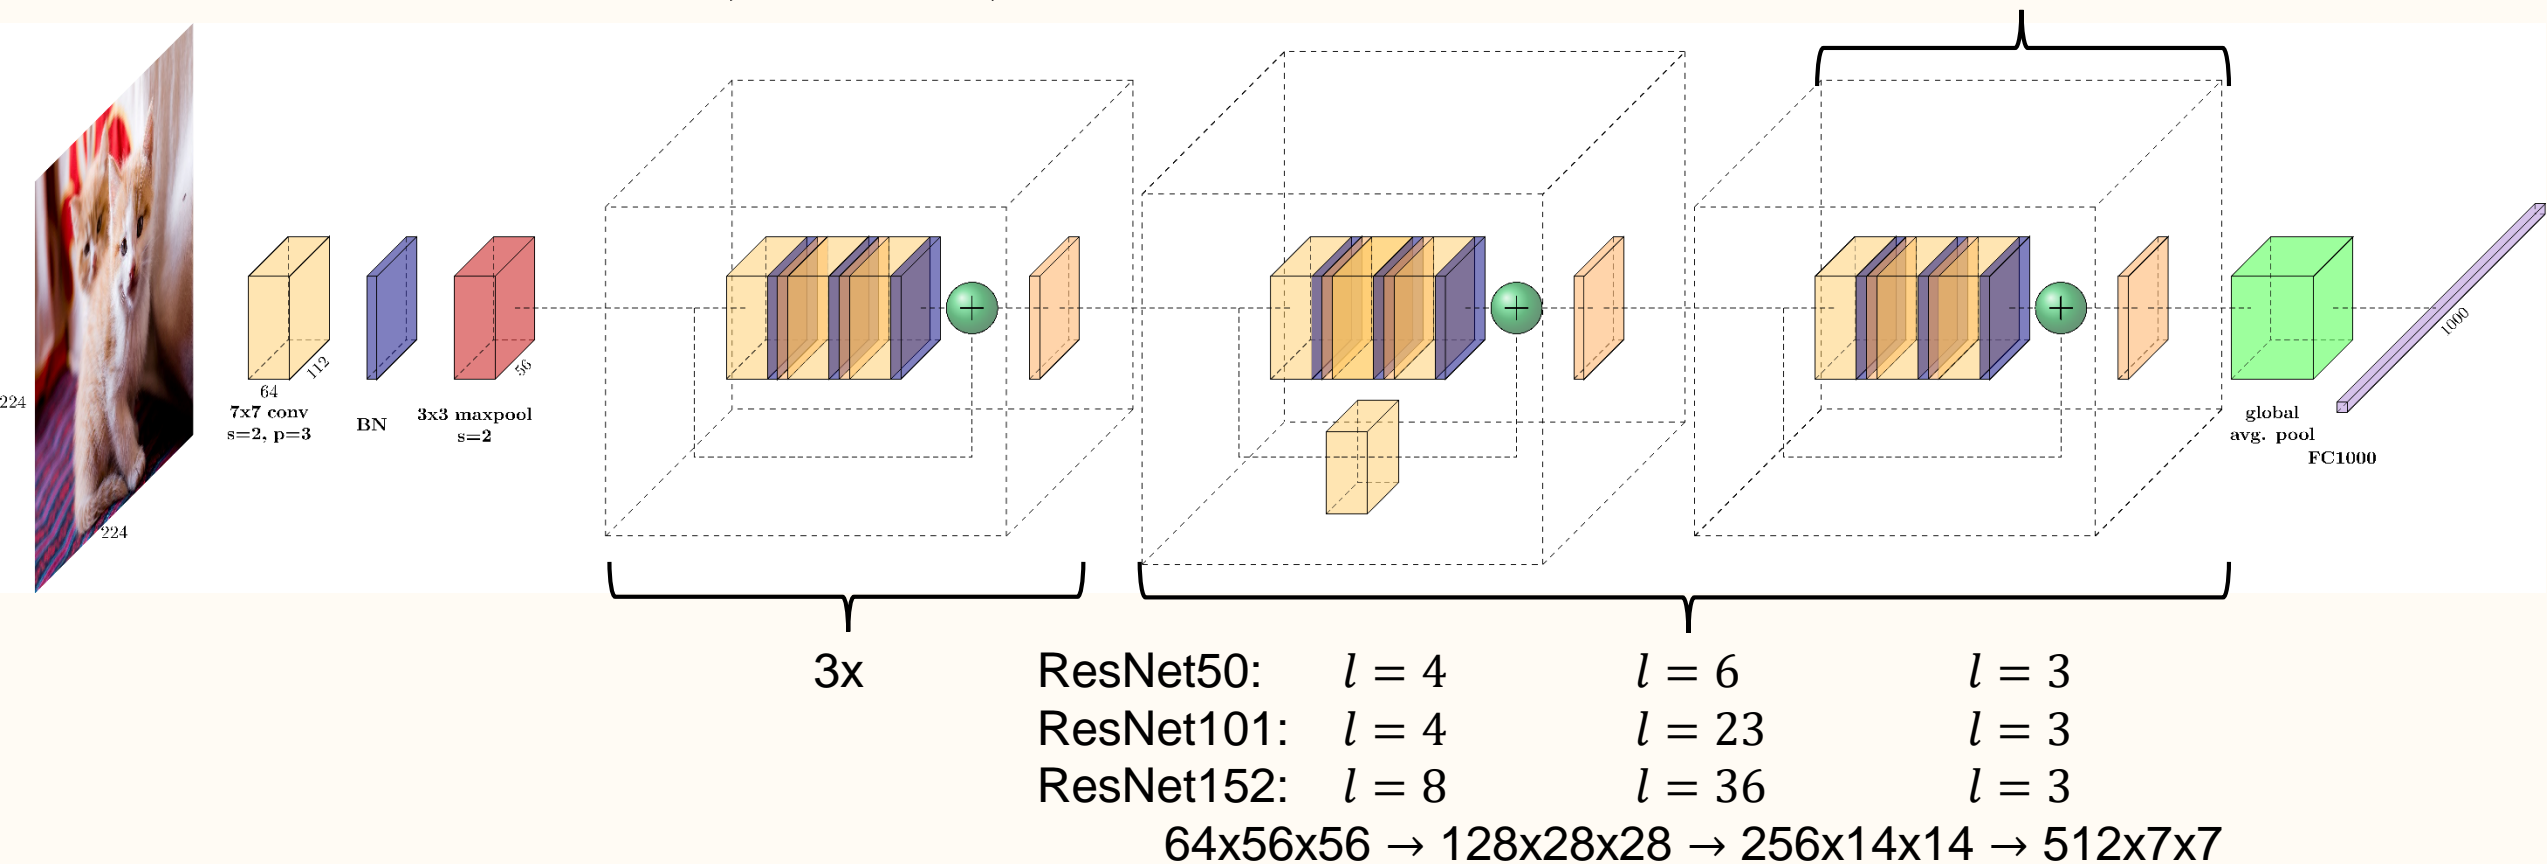 224
224
64
112
7x7 conv
s=2, p=3
BN
56
3x3 maxpool
s=2
+
+
+
global
avg. pool
FC1000
1000
3x
ResNet50: l = 4 l = 6 l = 3
ResNet101: l = 4 l = 23 l = 3
ResNet152: l = 8 l = 36 l = 3
64x56x56 → 128x28x28 → 256x14x14 → 512x7x7